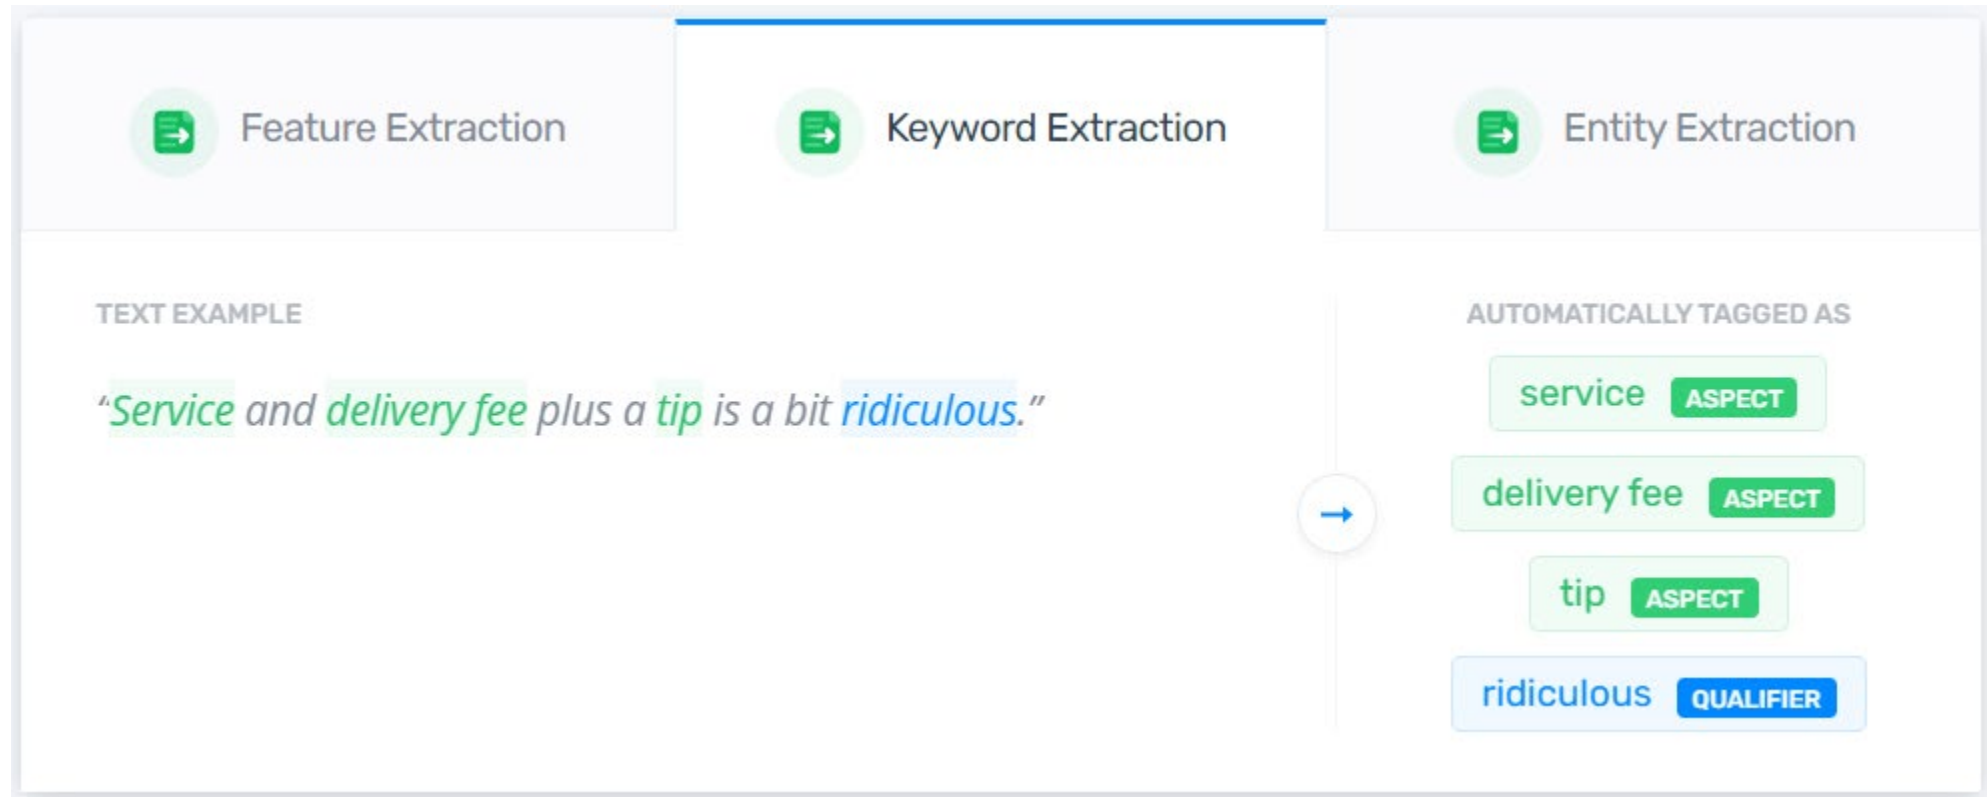 Feature Extraction
Keyword Extraction
Entity Extraction
TEXT EXAMPLE
“Service and delivery fee plus a tip is a bit ridiculous.”
AUTOMATICALLY TAGGED AS
service ASPECT
delivery fee ASPECT
tip ASPECT
ridiculous QUALIFIER